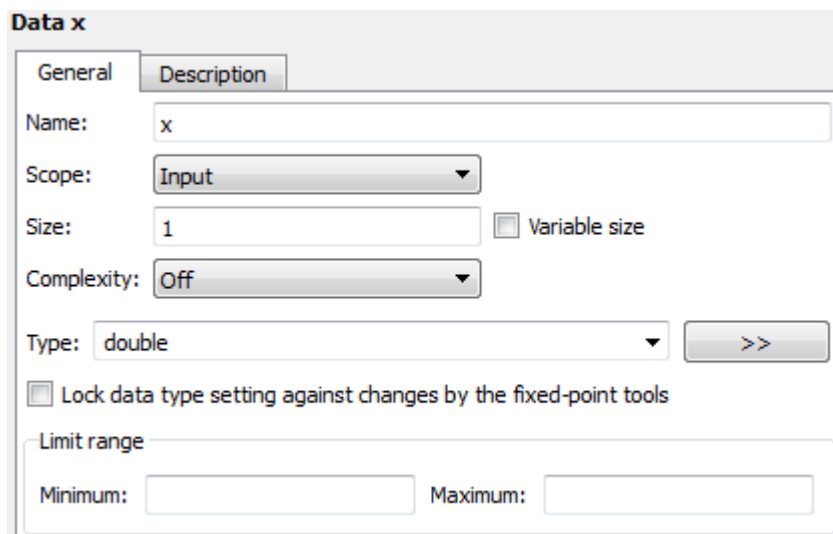 Data x
General Description
Name: x
Scope: Input
Size: 1 Variable size
Complexity: Off
Type: double >>
Lock data type setting against changes by the fixed-point tools
Limit range
Minimum: Maximum: